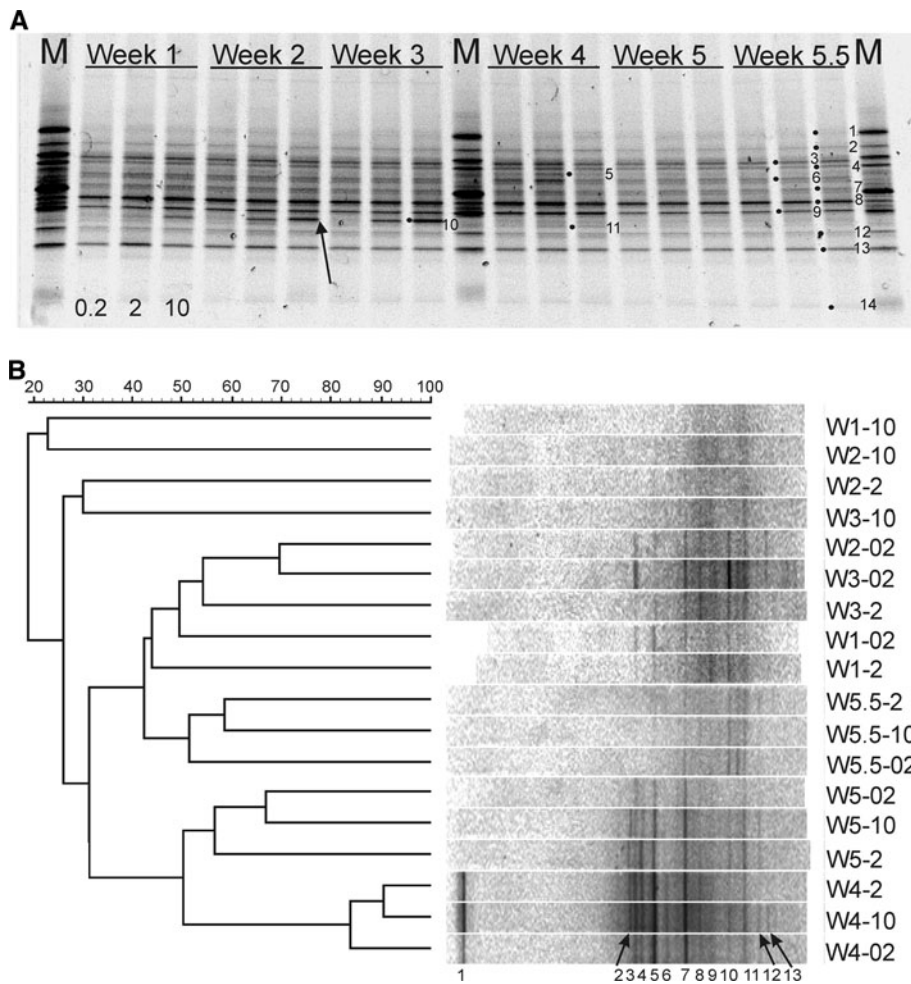 A
M Week 1 Week 2 Week 3 M Week 4 Week 5 Week 5.5 M
1
2
3
4
5
6
7
8
9
10
11
12
13
14
0.2 2 10
B
20 30 40 50 60 70 80 90 100
W1-10
W2-10
W2-2
W3-10
W2-02
W3-02
W3-2
W1-02
W1-2
W5.5-2
W5.5-10
W5.5-02
W5-02
W5-10
W5-2
W4-2
W4-10
W4-02
1 2 3 4 5 6 7 8 9 10 11 12 13